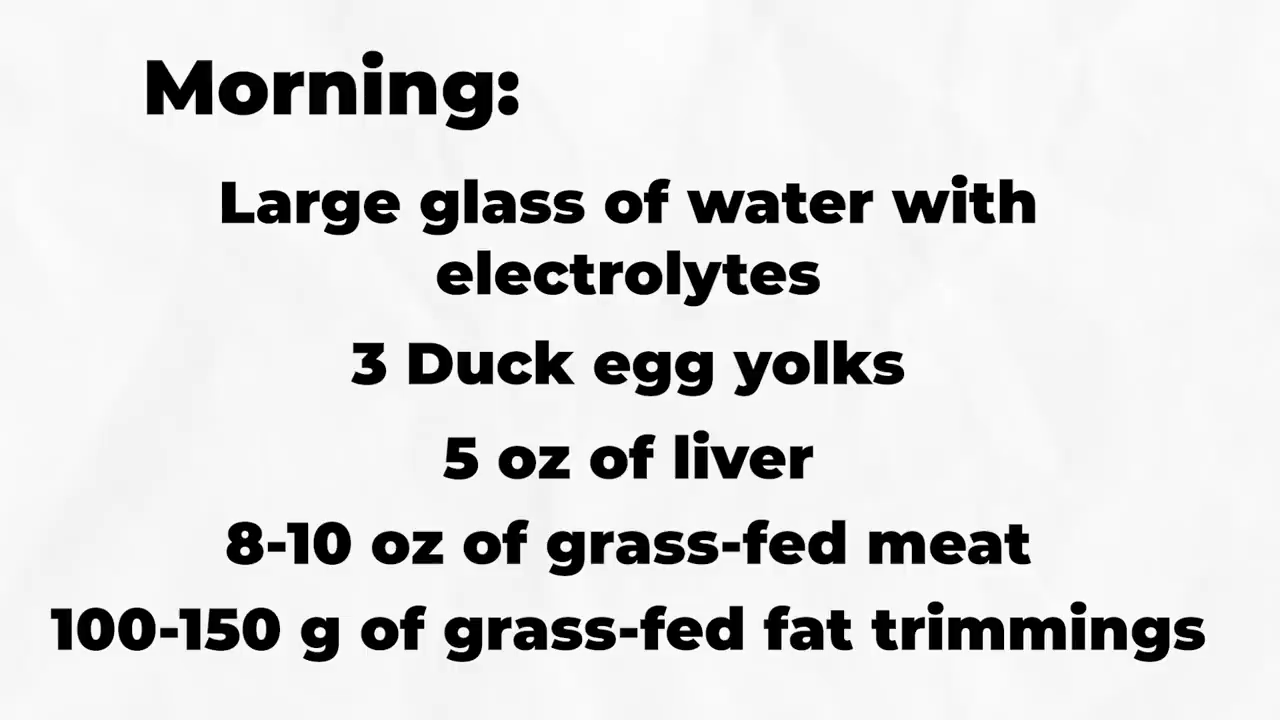 Morning:
Large glass of water with
electrolytes
3 Duck egg yolks
5 oz of liver
8-10 oz of grass-fed meat
100-150 g of grass-fed fat trimmings